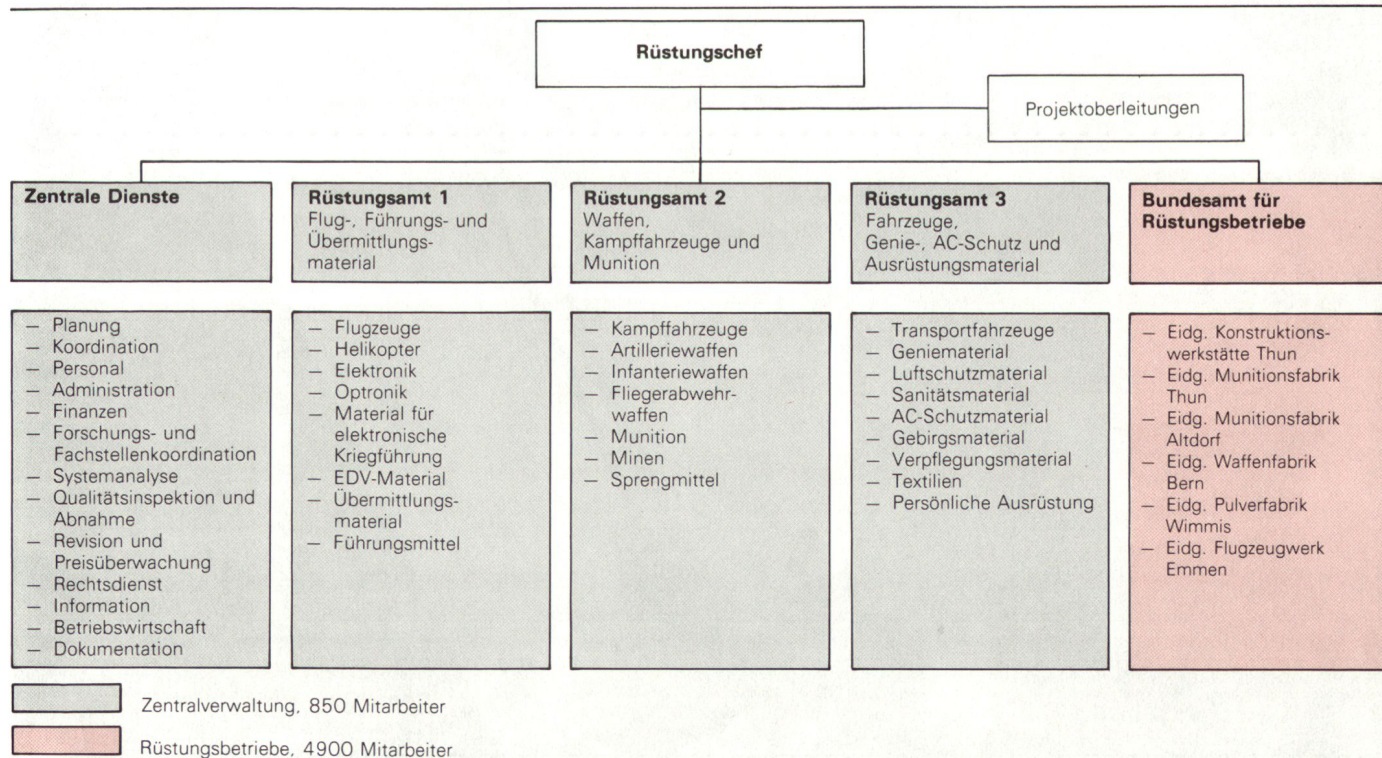 Rüstungschef
Projektoberleitungen
Zentrale Dienste
Rüstungsamt 1
Flug-, Führungs- und
Übermittlungs-
material
Rüstungsamt 2
Waffen,
Kampffahrzeuge und
Munition
Rüstungsamt 3
Fahrzeuge,
Genie-, AC-Schutz und
Ausrüstungsmaterial
Bundesamt für
Rüstungsbetriebe
— Planung
— Koordination
— Personal
— Administration
— Finanzen
— Forschungs- und
Fachstellenkoordination
— Systemanalyse
— Qualitätsinspektion und
Abnahme
— Revision und
Preisüberwachung
— Rechtsdienst
— Information
— Betriebswirtschaft
— Dokumentation
— Flugzeuge
— Helikopter
— Elektronik
— Optronik
— Material für
elektronische
Kriegführung
— EDV-Material
— Übermittlungs-
material
— Führungsmittel
— Kampffahrzeuge
— Artilleriewaffen
— Infanteriewaffen
— Fliegerabwehr-
waffen
— Munition
— Minen
— Sprengmittel
— Transportfahrzeuge
— Geniematerial
— Luftschutzmaterial
— Sanitätsmaterial
— AC-Schutzmaterial
— Gebirgsmaterial
— Verpflegungsmaterial
— Textilien
— Persönliche Ausrüstung
— Eidg. Konstruktions-
werkstätte Thun
— Eidg. Munitionsfabrik
Thun
— Eidg. Munitionsfabrik
Altdorf
— Eidg. Waffenfabrik
Bern
— Eidg. Pulverfabrik
Wimmis
— Eidg. Flugzeugwerk
Emmen
Zentralverwaltung, 850 Mitarbeiter
Rüstungsbetriebe, 4900 Mitarbeiter